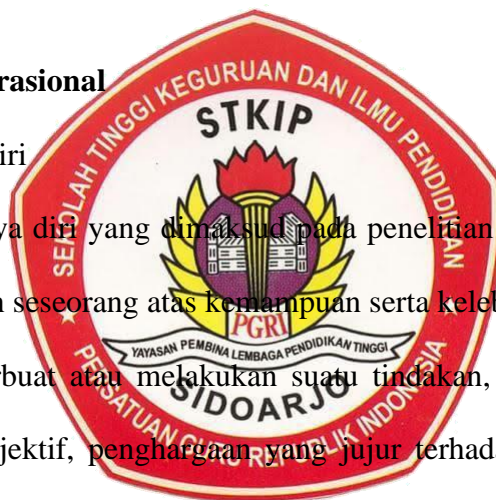 rasional
iri
ya diri yang dimaksud pada penelitian
n seseorang atas kemampuan serta keleb
rbuat atau melakukan suatu tindakan,
jektif, penghargaan yang jujur terhada
SEKOLAH TINGGI KEGURUAN DAN ILMU PENDIDIKAN
STKIP
PGRI
YAYASAN PEMBINA LEMBAGA PENDIDIKAN TINGGI
SIDOARJO
PERSATUAN GURU REPUBLIK INDONESIA